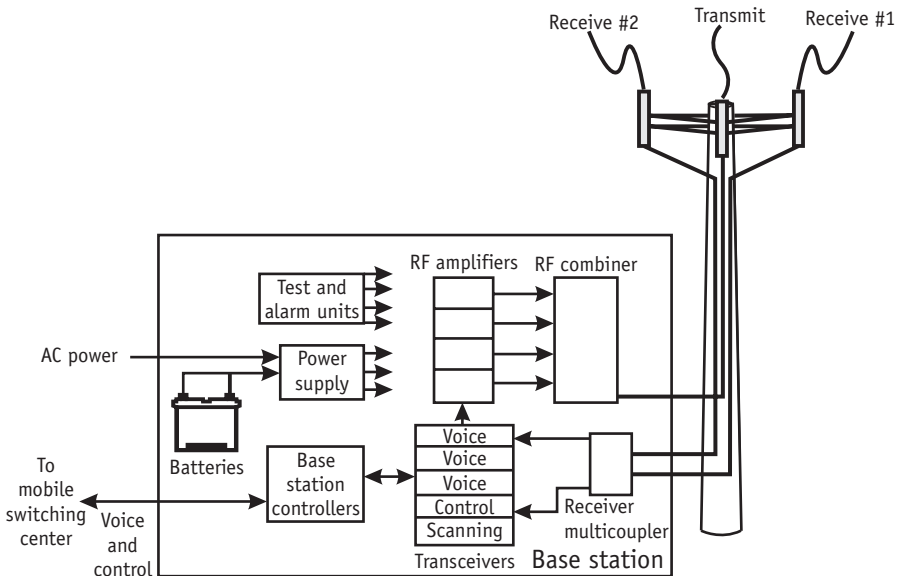 Receive #2
Transmit
Receive #1
RF amplifiers
RF combiner
Test and
alarm units
AC power
Power
supply
Batteries
Base
station
controllers
Voice
Voice
Voice
Control
Scanning
Transceivers
Receiver
multicoupler
Base station
To
mobile
switching
center
Voice
and
control